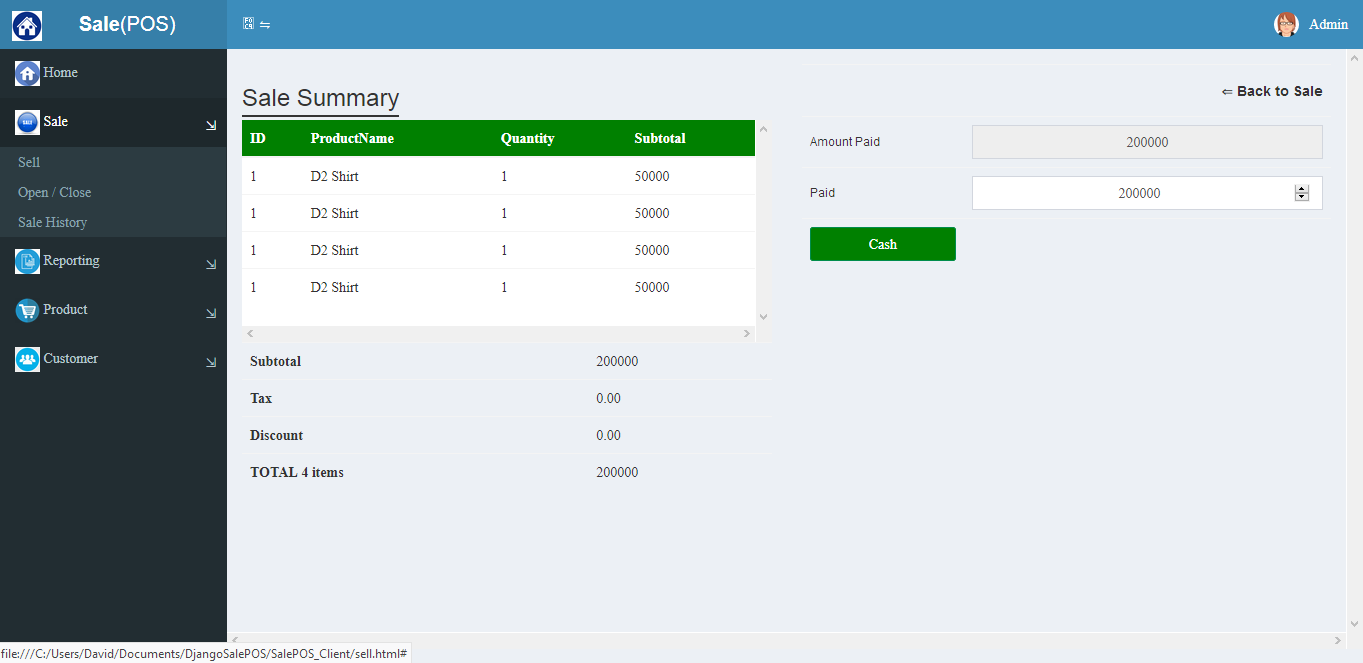 Sale(POS)
Admin
Home
Sale
Sell
Open / Close
Sale History
Reporting
Product
Customer
Sale Summary
ID ProductName Quantity Subtotal
1 D2 Shirt 1 50000
1 D2 Shirt 1 50000
1 D2 Shirt 1 50000
1 D2 Shirt 1 50000
Subtotal 200000
Tax 0.00
Discount 0.00
TOTAL 4 items 200000
⇐ Back to Sale
Amount Paid 200000
Paid 200000
Cash
file:///C:/Users/David/Documents/DjangoSalePOS/SalePOS_Client/sell.html#